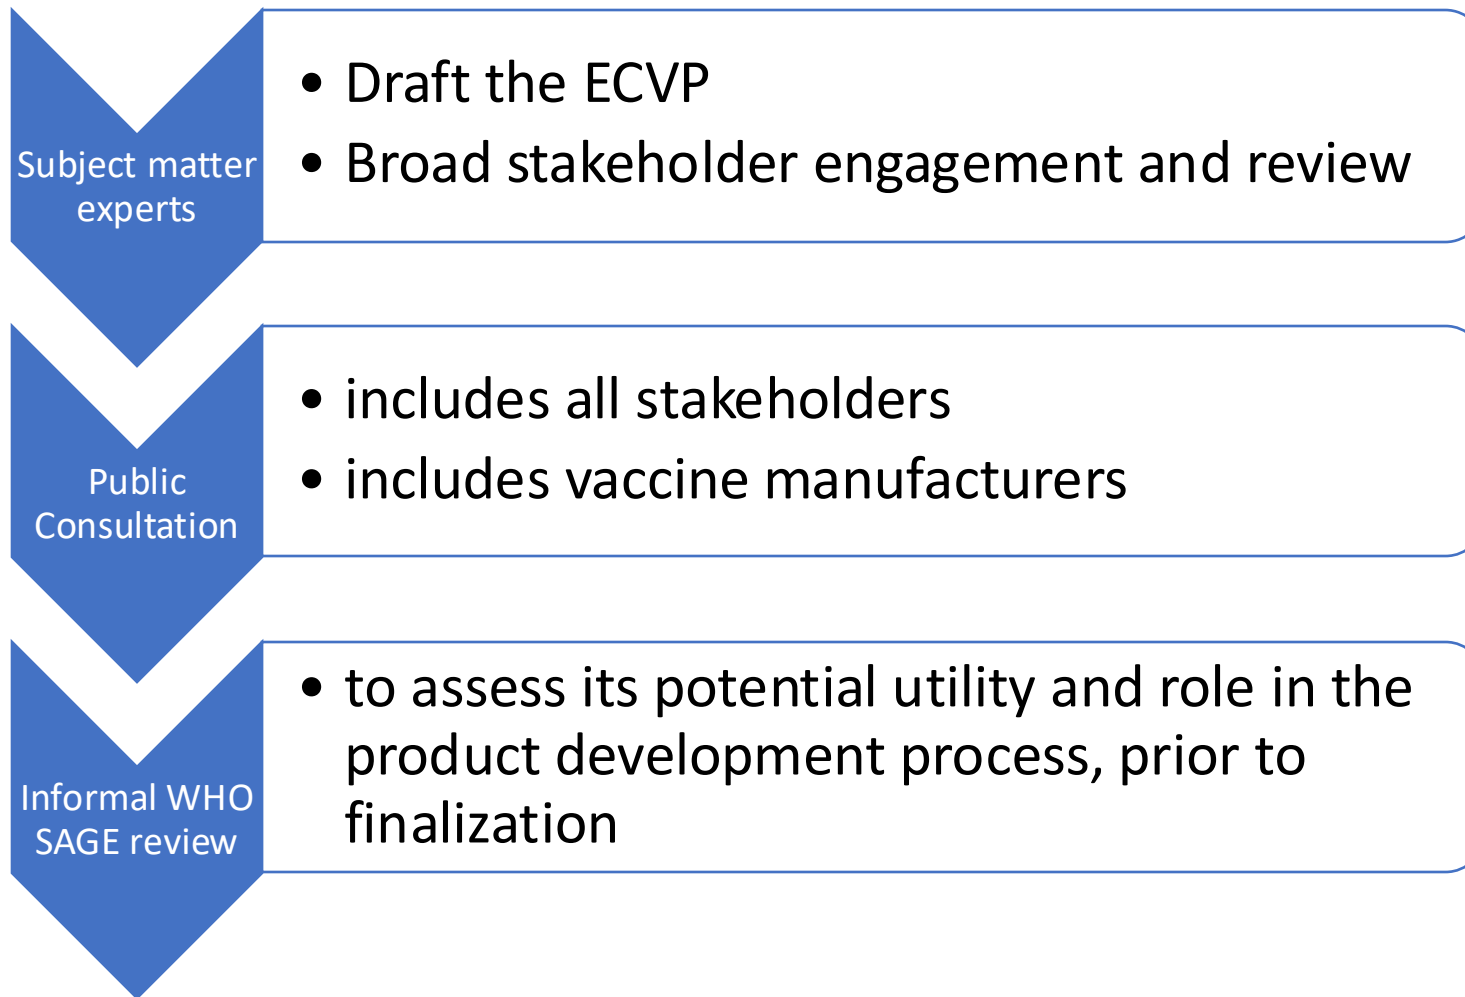 Subject matter
experts
• Draft the ECVP
• Broad stakeholder engagement and review
Public
Consultation
• includes all stakeholders
• includes vaccine manufacturers
Informal WHO
SAGE review
• to assess its potential utility and role in the
product development process, prior to
finalization